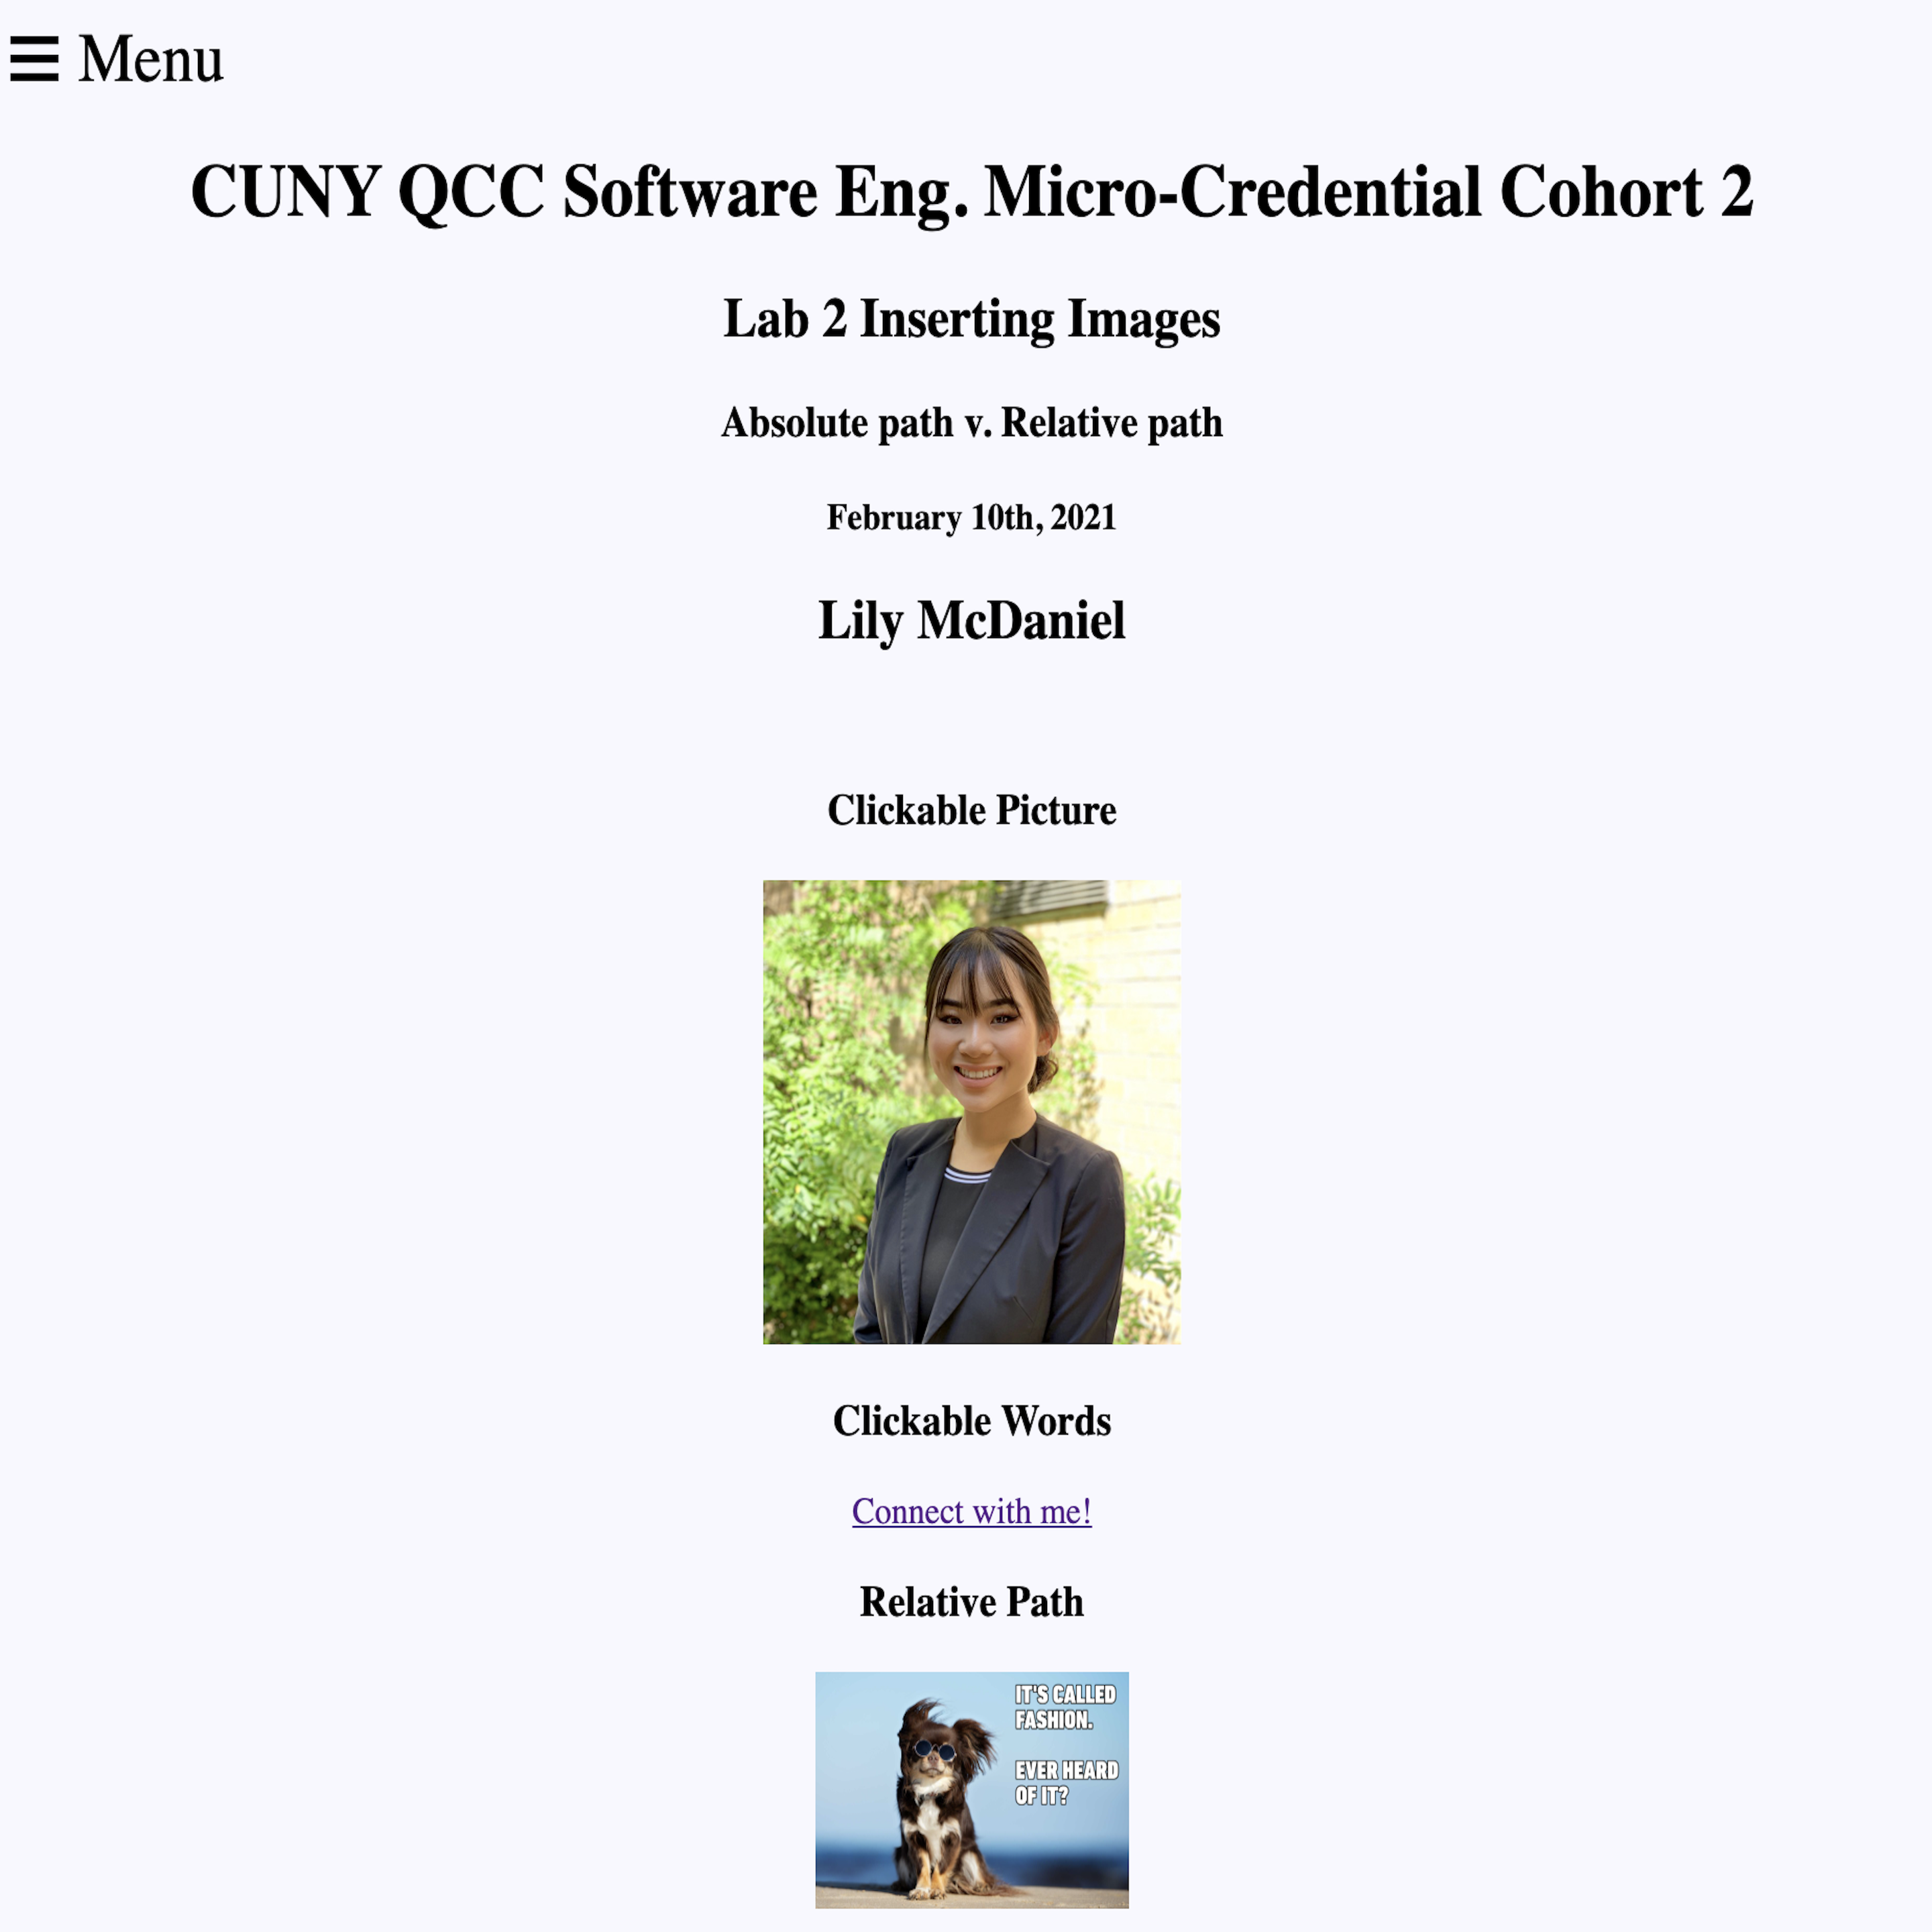 ☰ Menu
CUNY QCC Software Eng. Micro-Credential Cohort 2
Lab 2 Inserting Images
Absolute path v. Relative path
February 10th, 2021
Lily McDaniel
Clickable Picture
Clickable Words
Connect with me!
Relative Path
IT'S CALLED
FASHION.
EVER HEARD
OF IT?